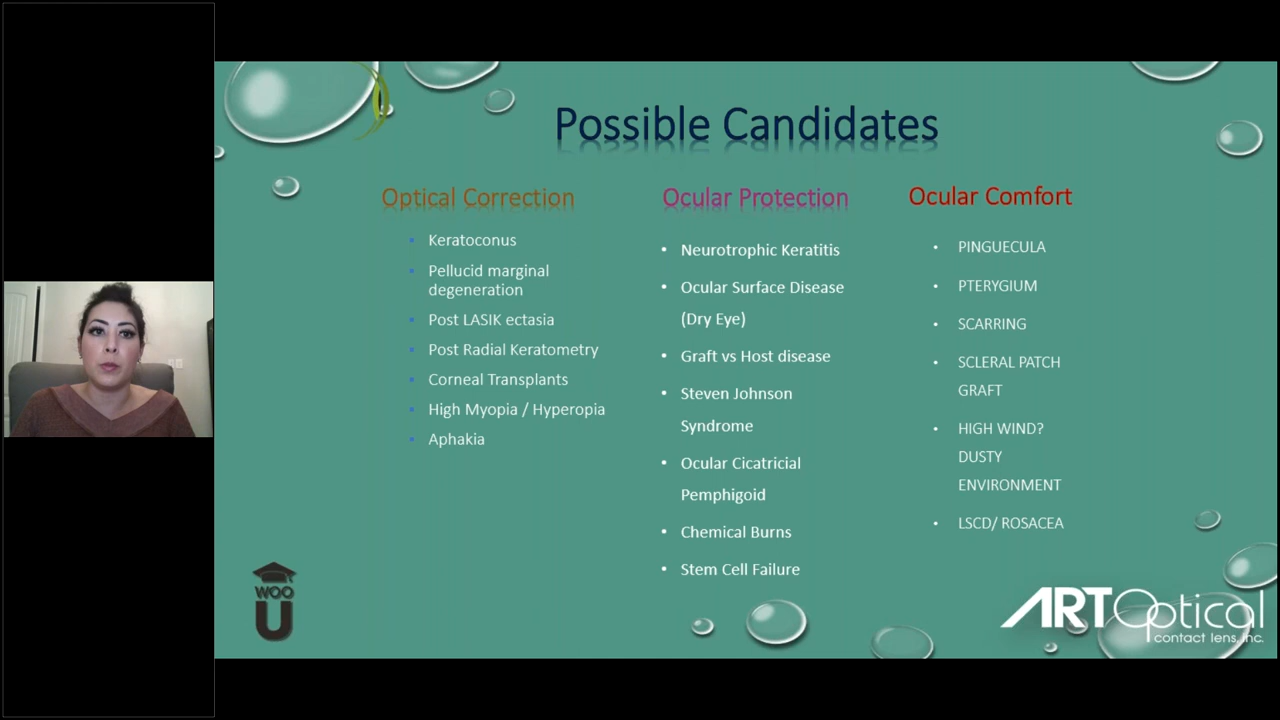 Possible Candidates
Optical Correction
Keratoconus
Pellucid marginal
degeneration
Post LASIK ectasia
Post Radial Keratometry
Corneal Transplants
High Myopia / Hyperopia
Aphakia
Ocular Protection
Neurotrophic Keratitis
Ocular Surface Disease
(Dry Eye)
Graft vs Host disease
Steven Johnson
Syndrome
Ocular Cicatricial
Pemphigoid
Chemical Burns
Stem Cell Failure
Ocular Comfort
PINGUECULA
PTERYGIUM
SCARRING
SCLERAL PATCH
GRAFT
HIGH WIND?
DUSTY
ENVIRONMENT
LSCD/ ROSACEA
WOO
U
ART Optical
contact lens, inc.